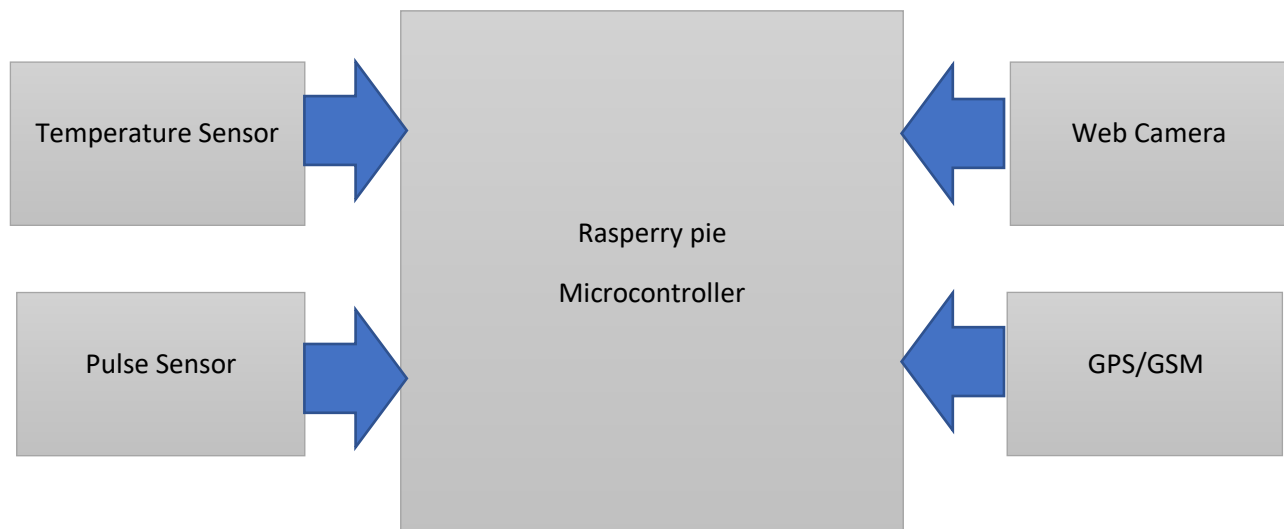 Temperature Sensor
Web Camera
Rasperry pie
Microcontroller
Pulse Sensor
GPS/GSM